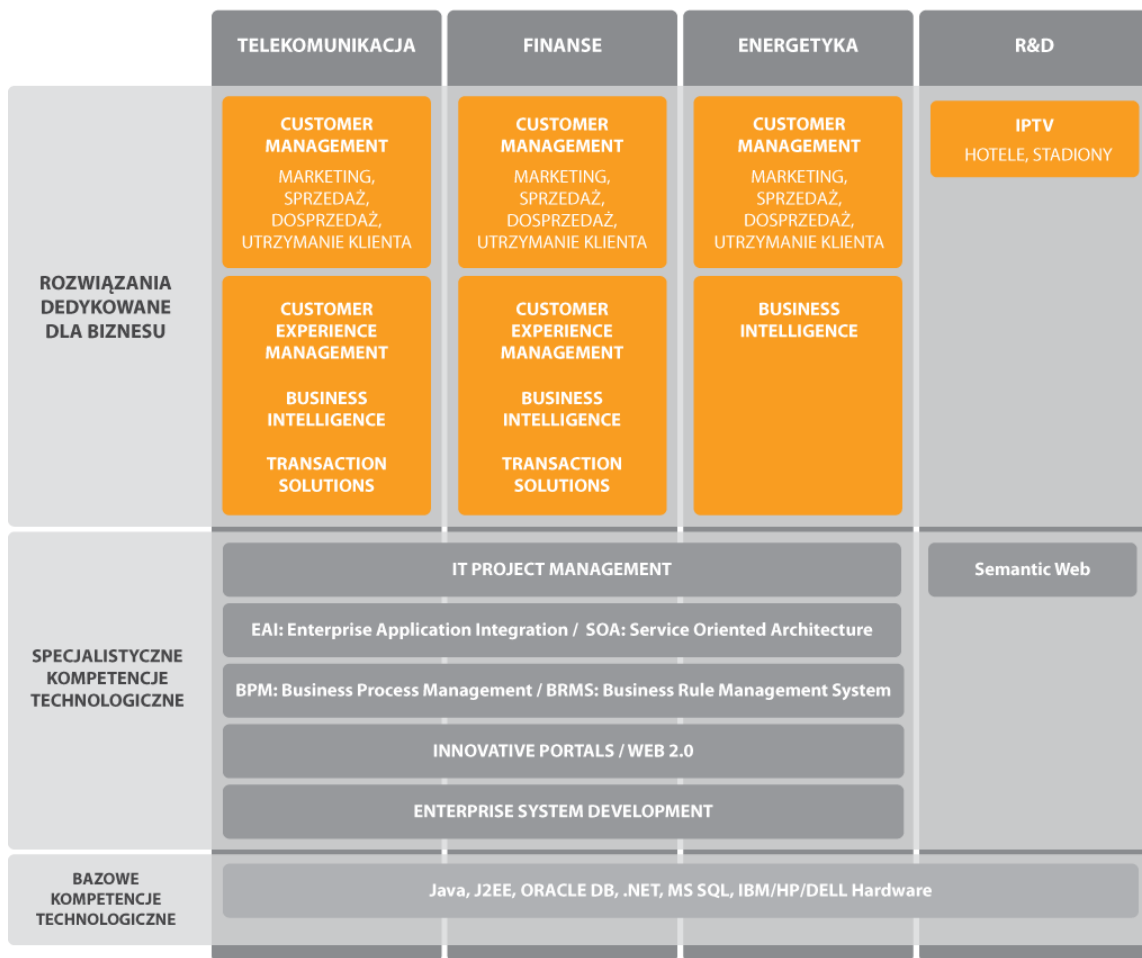 TELEKOMUNIKACJA
FINANSE
ENERGETYKA
R&D
ROZWIĄZANIA
DEDYKOWANE
DLA BIZNESU
CUSTOMER
MANAGEMENT
MARKETING,
SPRZEDAŻ,
DOSPRZEDAŻ,
UTRZYMANIE KLIENTA
CUSTOMER
MANAGEMENT
MARKETING,
SPRZEDAŻ,
DOSPRZEDAŻ,
UTRZYMANIE KLIENTA
CUSTOMER
MANAGEMENT
MARKETING,
SPRZEDAŻ,
DOSPRZEDAŻ,
UTRZYMANIE KLIENTA
IPTV
HOTELE, STADIONY
CUSTOMER
EXPERIENCE
MANAGEMENT
BUSINESS
INTELLIGENCE
TRANSACTION
SOLUTIONS
CUSTOMER
EXPERIENCE
MANAGEMENT
BUSINESS
INTELLIGENCE
TRANSACTION
SOLUTIONS
BUSINESS
INTELLIGENCE
SPECJALISTYCZNE
KOMPETENCJE
TECHNOLOGICZNE
IT PROJECT MANAGEMENT
Semantic Web
EAI: Enterprise Application Integration / SOA: Service Oriented Architecture
BPM: Business Process Management / BRMS: Business Rule Management System
INNOVATIVE PORTALS / WEB 2.0
ENTERPRISE SYSTEM DEVELOPMENT
BAZOWE
KOMPETENCJE
TECHNOLOGICZNE
Java, J2EE, ORACLE DB, .NET, MS SQL, IBM/HP/DELL Hardware